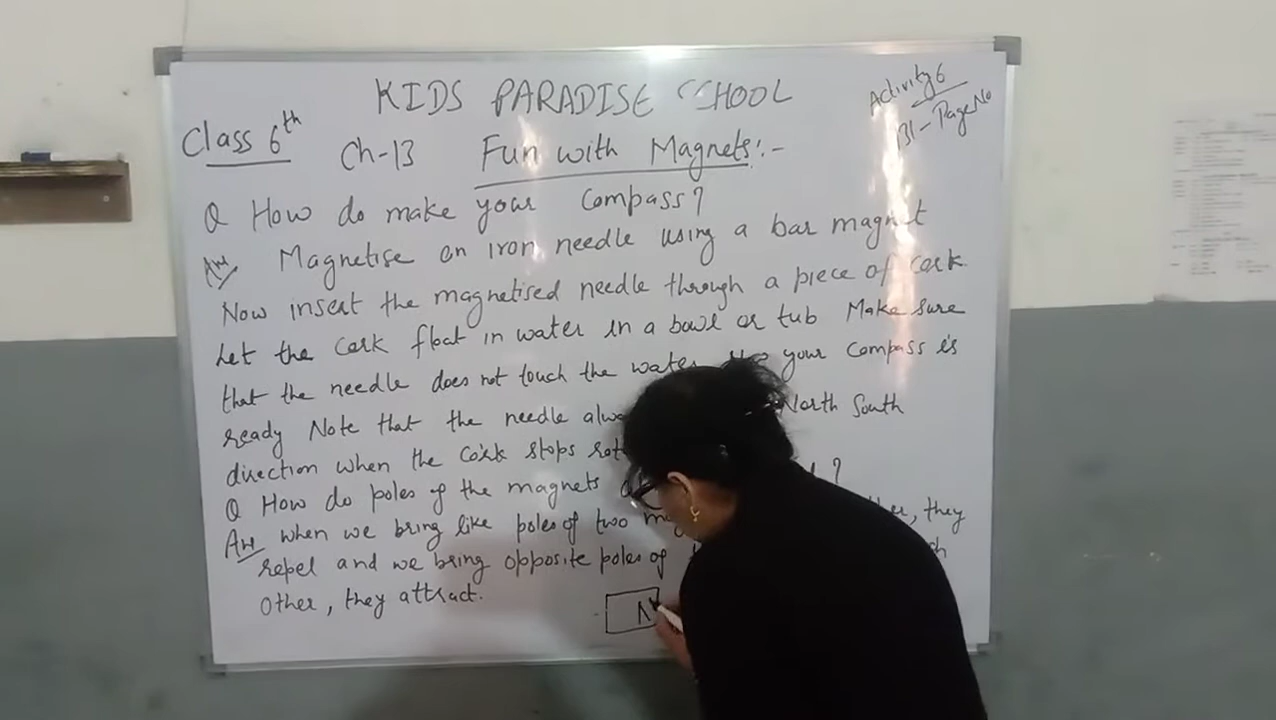 KIDS PARADISE SCHOOL
Activity 6
131 - Page No
Class 6th
Ch-13 Fun with Magnets:-
Q How do make your Compass?
Ans Magnetise an iron needle using a bar magnet
Now insert the magnetised needle through a piece of cork
Let the cork float in water in a bowl or tub Make sure
that the needle does not touch the water your Compass is
ready Note that the needle North South
direction when the cork stops
Q How do poles of the magnets ?
Ans when we bring like poles of two they
repel and we bring opposite poles of
Other, they attract.
N